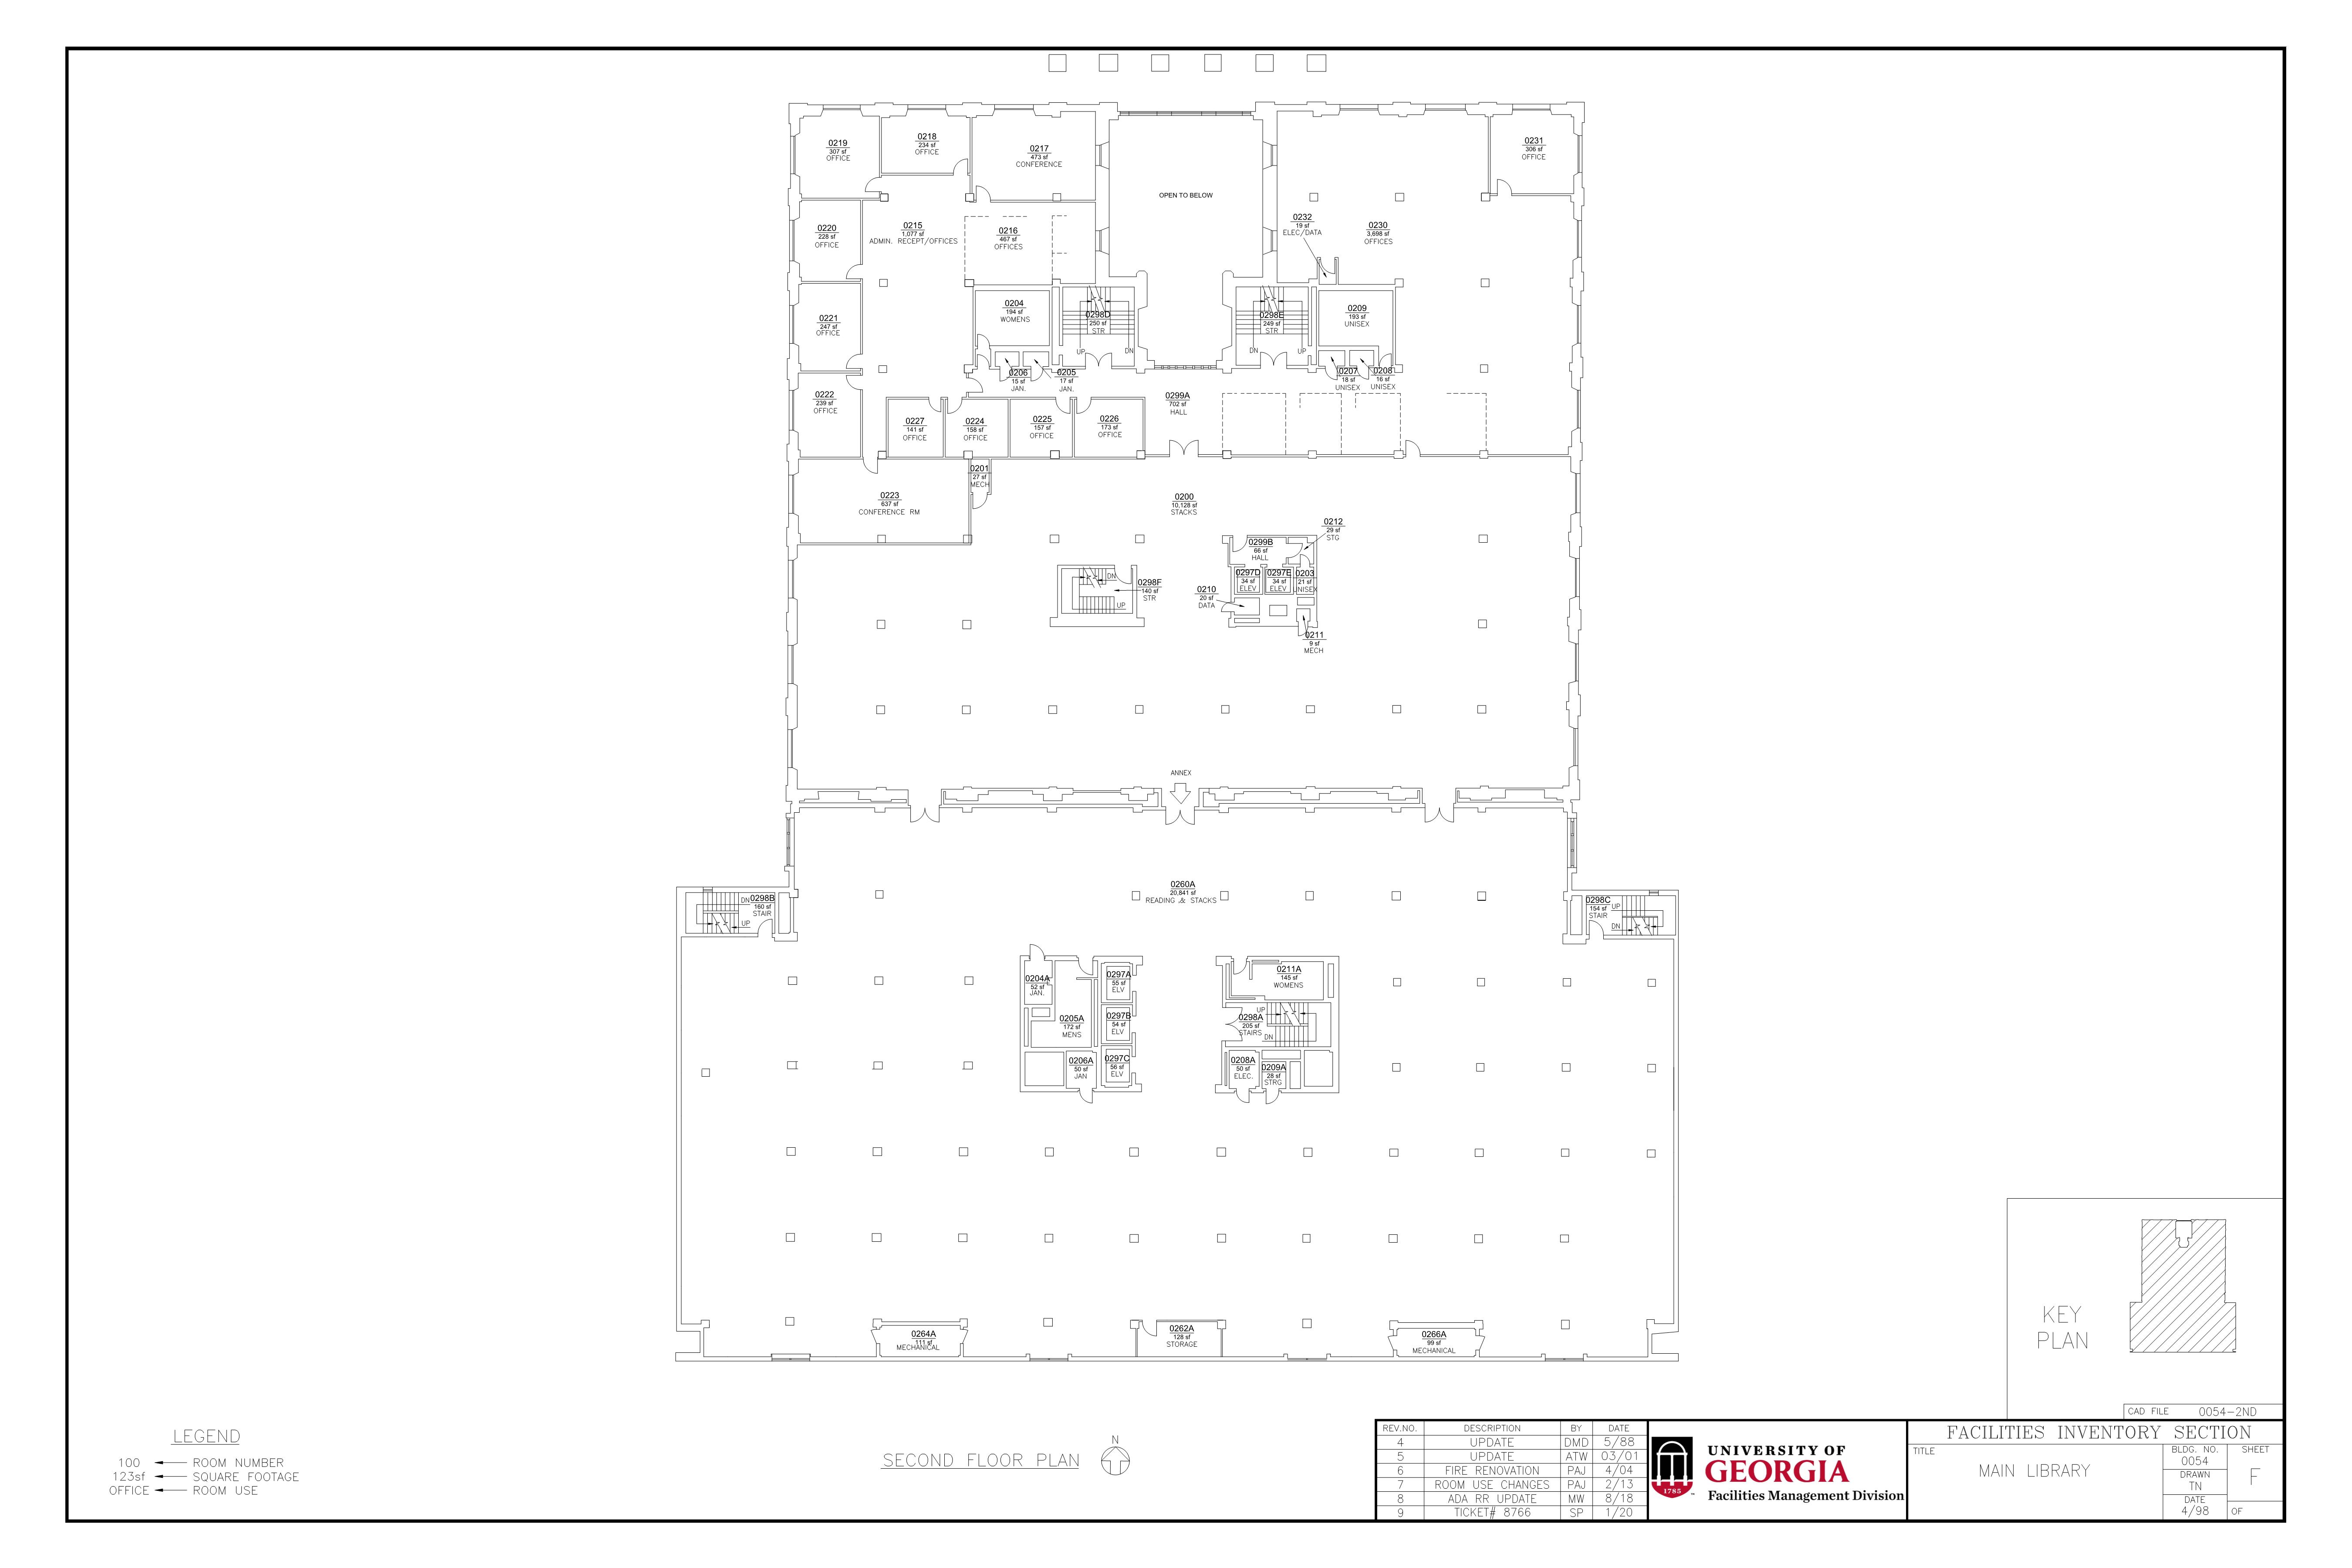 0219
307 sf
OFFICE
0218
234 sf
OFFICE
0217
473 sf
CONFERENCE
OPEN TO BELOW
0231
306 sf
OFFICE
0220
228 sf
OFFICE
0215
1,077 sf
ADMIN. RECEPT/OFFICES
0216
467 sf
OFFICES
0232
19 sf
ELEC/DATA
0230
3,698 sf
OFFICES
0221
247 sf
OFFICE
0204
194 sf
WOMENS
0298D
250 sf
STR
UP
DN
0298E
249 sf
STR
DN
UP
0209
193 sf
UNISEX
0206
15 sf
JAN.
0205
17 sf
JAN.
0207
18 sf
UNISEX
0208
16 sf
UNISEX
0222
239 sf
OFFICE
0299A
702 sf
HALL
0227
141 sf
OFFICE
0224
158 sf
OFFICE
0225
157 sf
OFFICE
0226
173 sf
OFFICE
0201
27 sf
MECH
0223
637 sf
CONFERENCE RM
0200
10,128 sf
STACKS
0212
29 sf
STG
0299B
66 sf
HALL
0297D
34 sf
ELEV
0297E
34 sf
ELEV
0203
21 sf
UNISEX
DN
0298F
140 sf
STR
UP
0210
20 sf
DATA
0211
9 sf
MECH
ANNEX
0260A
20,841 sf
READING & STACKS
DN
0298B
160 sf
STAIR
UP
0298C
154 sf
STAIR
UP
DN
0204A
52 sf
JAN.
0297A
55 sf
ELV
0211A
145 sf
WOMENS
0205A
172 sf
MENS
0297B
54 sf
ELV
UP
0298A
205 sf
STAIRS
DN
0206A
50 sf
JAN
0297C
56 sf
ELV
0208A
50 sf
ELEC.
0209A
28 sf
STRG
0264A
111 sf
MECHANICAL
0262A
128 sf
STORAGE
0266A
99 sf
MECHANICAL
KEY
PLAN
CAD FILE 0054-2ND
LEGEND
100 ROOM NUMBER
123sf SQUARE FOOTAGE
OFFICE ROOM USE
SECOND FLOOR PLAN
N
REV.NO. DESCRIPTION BY DATE
4 UPDATE DMD 5/88
5 UPDATE ATW 03/01
6 FIRE RENOVATION PAJ 4/04
7 ROOM USE CHANGES PAJ 2/13
8 ADA RR UPDATE MW 8/18
9 TICKET# 8766 SP 1/20
1785
UNIVERSITY OF
GEORGIA
Facilities Management Division
FACILITIES INVENTORY SECTION
TITLE
MAIN LIBRARY
BLDG. NO.
0054
DRAWN
TN
DATE
4/98
SHEET
F
OF